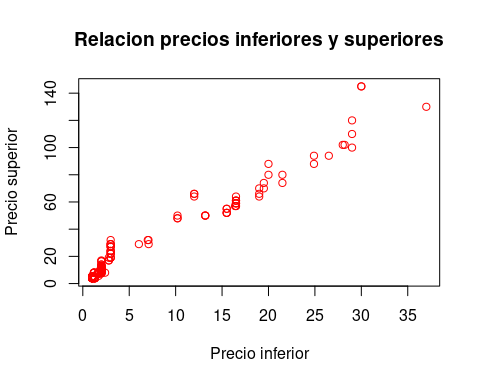 Relacion precios inferiores y superiores
Precio superior
140
100
60
20
0
0 5 10 15 20 25 30 35
Precio inferior